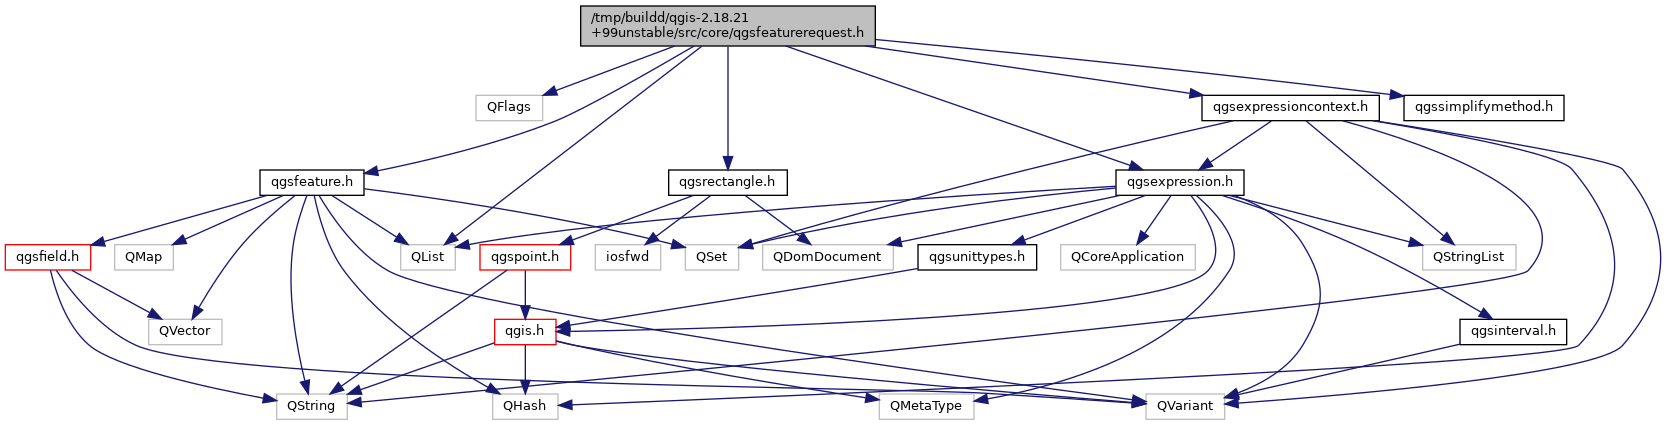 /tmp/buildd/qgis-2.18.21
+99unstable/src/core/qgsfeaturerequest.h
QFlags
qgsexpressioncontext.h
qgssimplifymethod.h
qgsfeature.h
qgsrectangle.h
qgsexpression.h
qgsfield.h
QMap
QList
qgspoint.h
iosfwd
QSet
QDomDocument
qgsunittypes.h
QCoreApplication
QStringList
QVector
qgis.h
qgsinterval.h
QString
QHash
QMetaType
QVariant